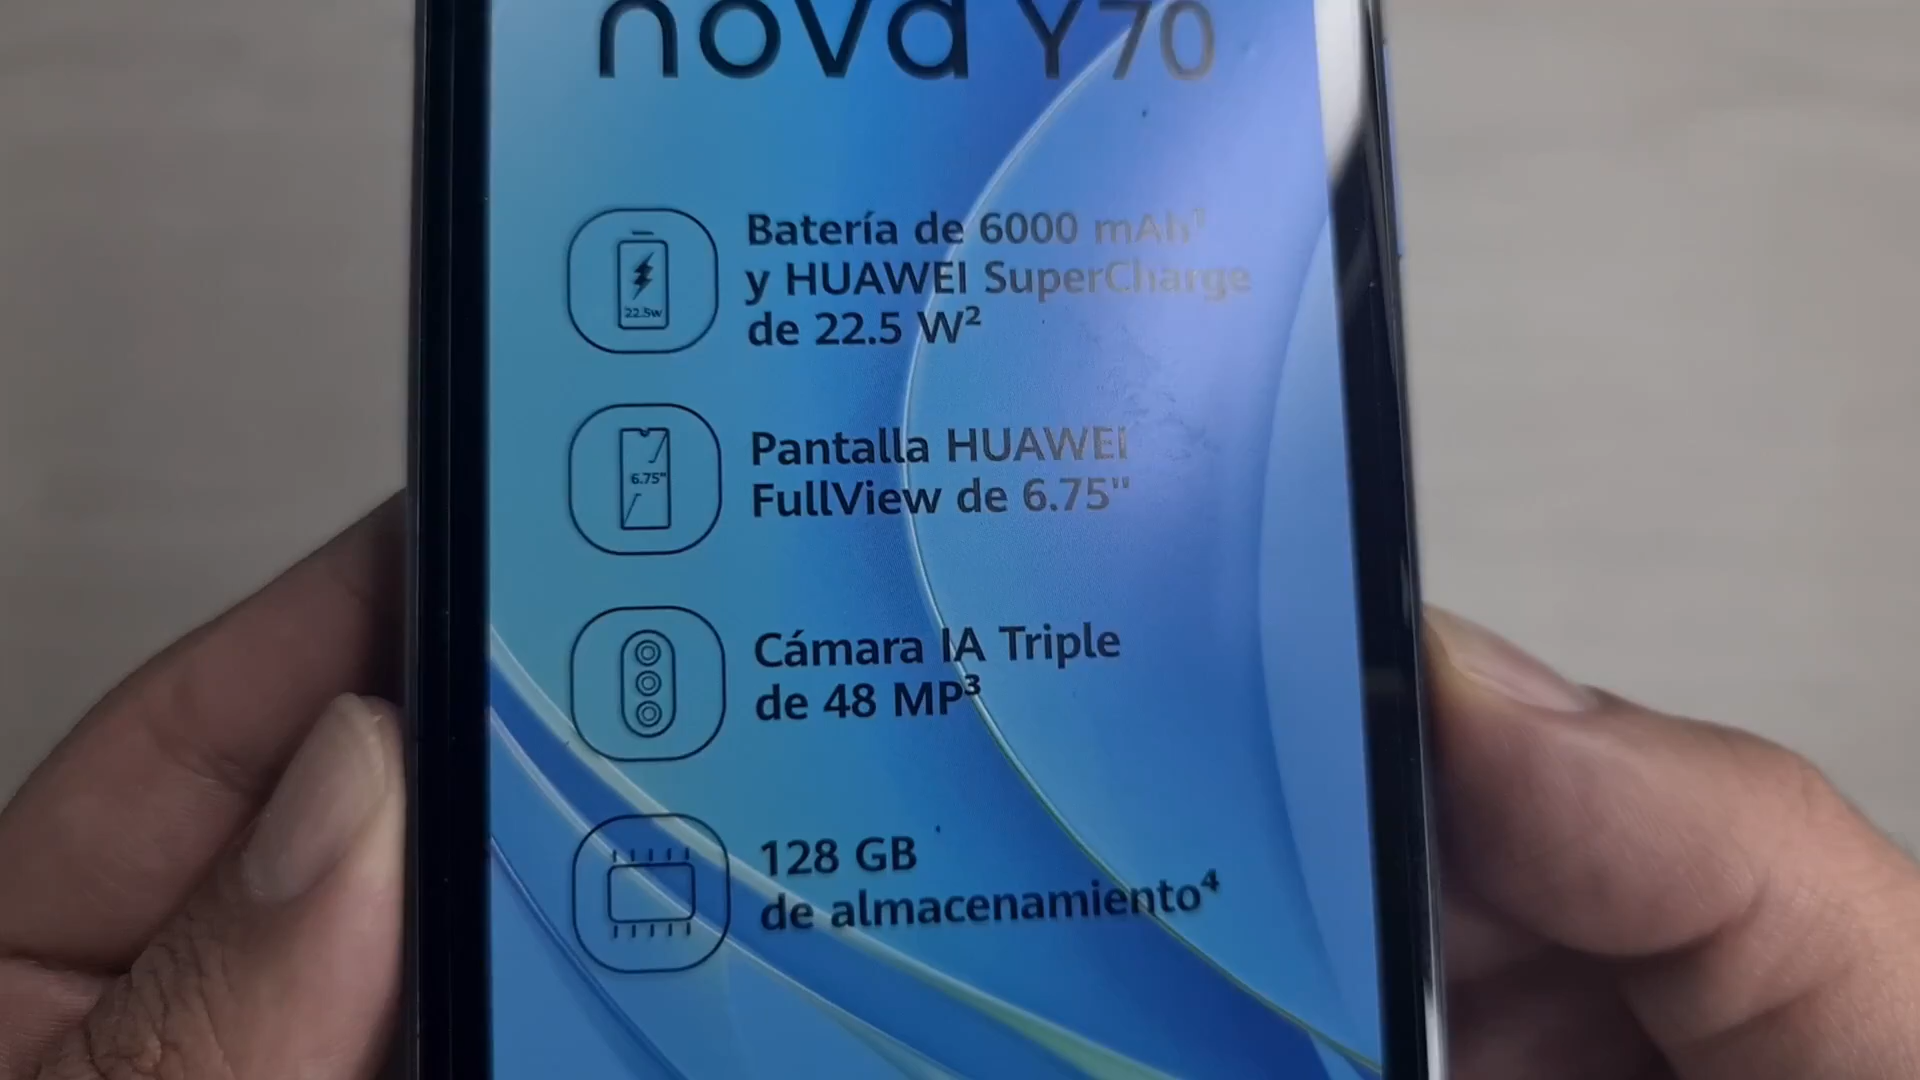 nova Y70
22.5W
Batería de 6000 mAh¹
y HUAWEI SuperCharge
de 22.5 W²
6.75"
Pantalla HUAWEI
FullView de 6.75"
Cámara IA Triple
de 48 MP³
128 GB
de almacenamiento⁴